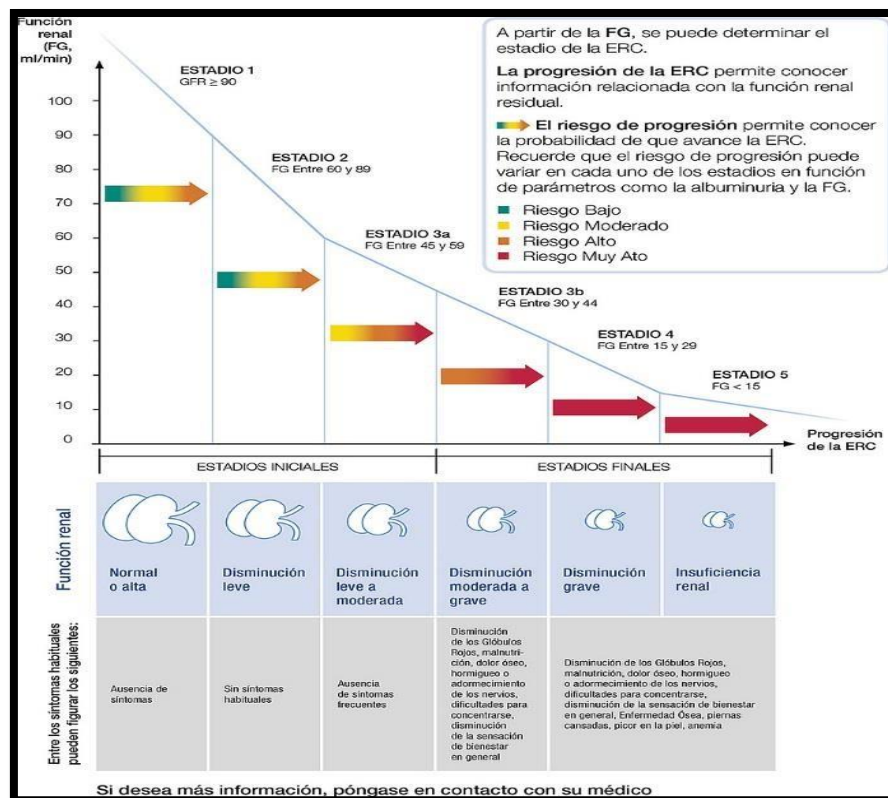 Función
renal
(FG,
ml/min)
100
90
80
70
60
50
40
30
20
10
0
ESTADIO 1
GFR ≥ 90
ESTADIO 2
FG Entre 60 y 89
ESTADIO 3a
FG Entre 45 y 59
ESTADIO 3b
FG Entre 30 y 44
ESTADIO 4
FG Entre 15 y 29
ESTADIO 5
FG < 15
A partir de la FG, se puede determinar el
estadio de la ERC.
La progresión de la ERC permite conocer
información relacionada con la función renal
residual.
El riesgo de progresión permite conocer
la probabilidad de que avance la ERC.
Recuerde que el riesgo de progresión puede
variar en cada uno de los estadios en función
de parámetros como la albuminuria y la FG.
Riesgo Bajo
Riesgo Moderado
Riesgo Alto
Riesgo Muy Ato
Progresión
de la ERC
ESTADIOS INICIALES
ESTADIOS FINALES
Función renal
Normal
o alta
Disminución
leve
Disminución
leve a
moderada
Disminución
moderada a
grave
Disminución
grave
Insuficiencia
renal
Entre los síntomas habituales
pueden figurar los siguientes:
Ausencia de
síntomas
Sin síntomas
habituales
Ausencia
de síntomas
frecuentes
Disminución
de los Glóbulos
Rojos, malnutri-
ción, dolor óseo,
hormigueo o
adormecimiento
de los nervios,
dificultades para
concentrarse,
disminución
de la sensación
de bienestar
en general
Disminución de los Glóbulos Rojos,
malnutrición, dolor óseo, hormigueo
o adormecimiento de los nervios,
dificultades para concentrarse,
disminución de la sensación de bienestar
en general, Enfermedad Ósea, piernas
cansadas, picor en la piel, anemia
Si desea más información, póngase en contacto con su médico